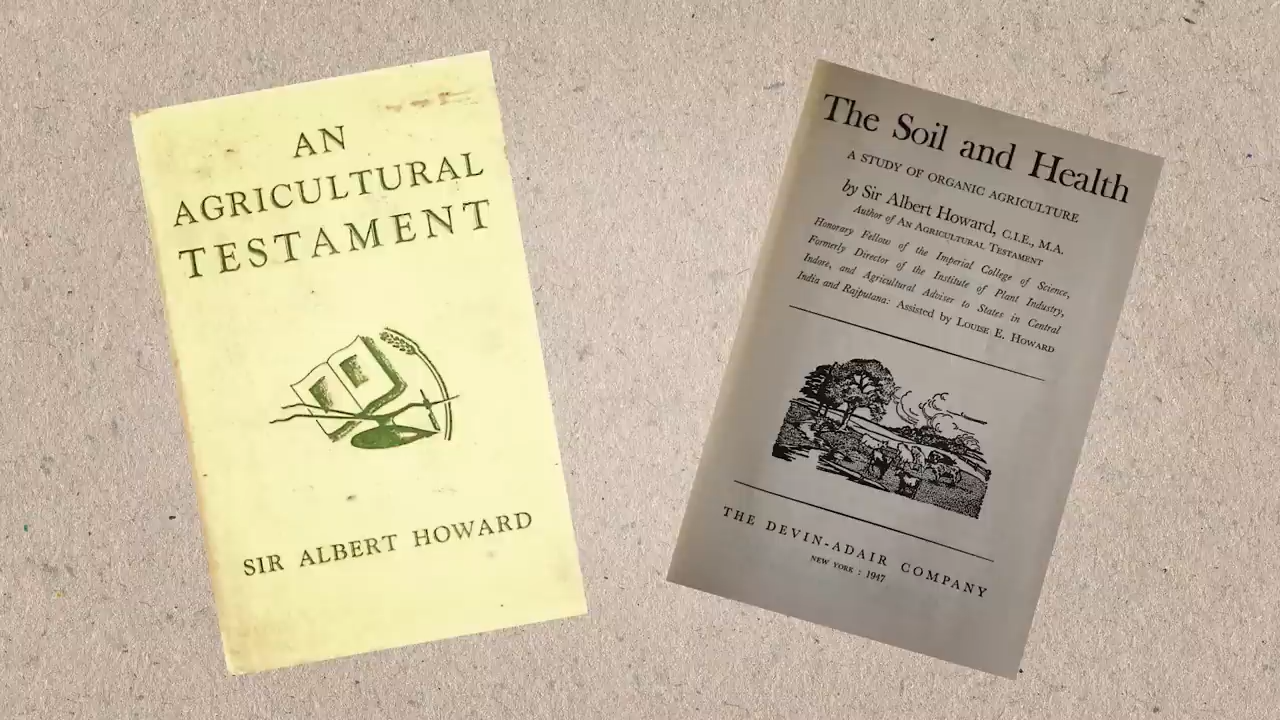 AN
AGRICULTURAL
TESTAMENT
SIR ALBERT HOWARD
The Soil and Health
A STUDY OF ORGANIC AGRICULTURE
by Sir Albert Howard, C.I.E., M.A.
Author of AN AGRICULTURAL TESTAMENT
Honorary Fellow of the Imperial College of Science,
Formerly Director of the Institute of Plant Industry,
Indore, and Agricultural Adviser to States in Central
India and Rajputana: Assisted by LOUISE E. HOWARD
THE DEVIN-ADAIR COMPANY
NEW YORK : 1947